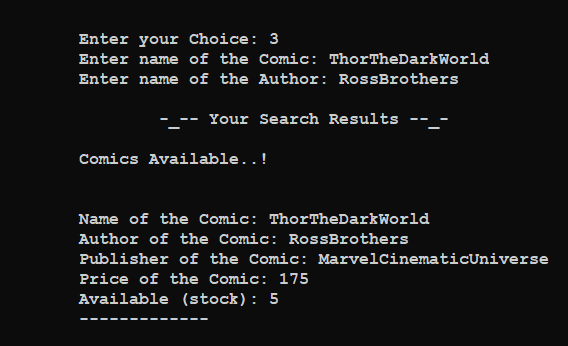 Enter your Choice: 3
Enter name of the Comic: ThorTheDarkWorld
Enter name of the Author: RossBrothers
-_-- Your Search Results --_-
Comics Available..!
Name of the Comic: ThorTheDarkWorld
Author of the Comic: RossBrothers
Publisher of the Comic: MarvelCinematicUniverse
Price of the Comic: 175
Available (stock): 5
-------------